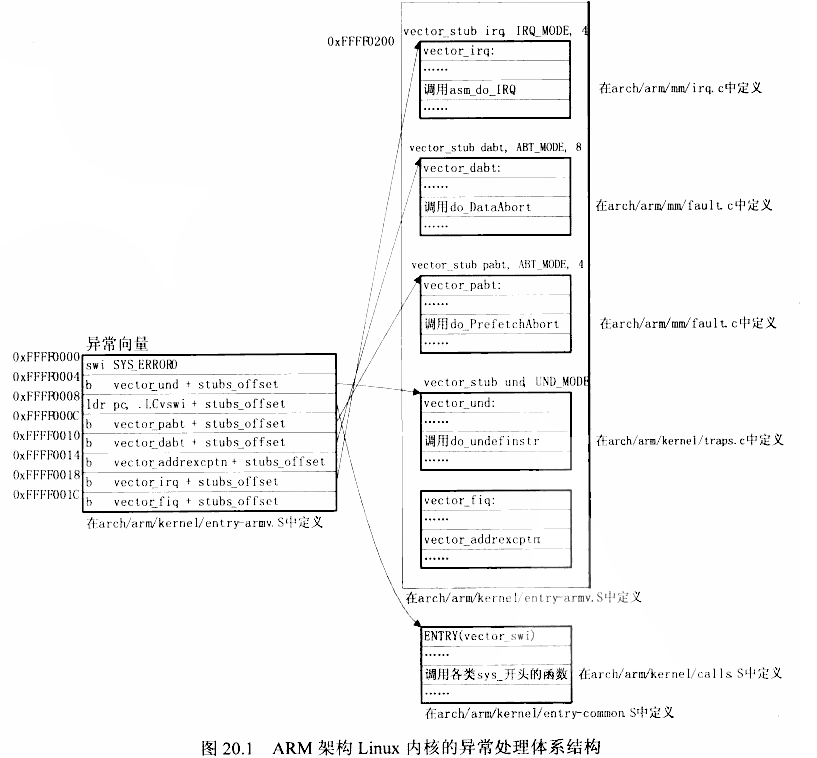 0xFFFF0200
vector_stub irq, IRQ_MODE, 4
vector_irq:
......
调用asm_do_IRQ
......
在arch/arm/mm/irq.c中定义
vector_stub dabt, ABT_MODE, 8
vector_dabt:
......
调用do_DataAbort
......
在arch/arm/mm/fault.c中定义
vector_stub pabt, ABT_MODE, 4
vector_pabt:
......
调用do_PrefetchAbort
......
在arch/arm/mm/fault.c中定义
vector_stub und, UND_MODE
vector_und:
......
调用do_undefinstr
......
在arch/arm/kernel/traps.c中定义
vector_fiq:
......
vector_addrexcptn
......
在arch/arm/kernel/entry-armv.S中定义
异常向量
0xFFFF0000
swi SYS_ERROR0
0xFFFF0004
b vector_und + stubs_offset
0xFFFF0008
ldr pc, .LCvswi + stubs_offset
0xFFFF000C
b vector_pabt + stubs_offset
0xFFFF0010
b vector_dabt + stubs_offset
0xFFFF0014
b vector_addrexcptn + stubs_offset
0xFFFF0018
b vector_irq + stubs_offset
0xFFFF001C
b vector_fiq + stubs_offset
在arch/arm/kernel/entry-armv.S中定义
ENTRY(vector_swi)
......
调用各类sys_开头的函数
......
在arch/arm/kernel/calls.S中定义
在arch/arm/kernel/entry-common.S中定义
图 20.1 ARM 架构 Linux 内核的异常处理体系结构